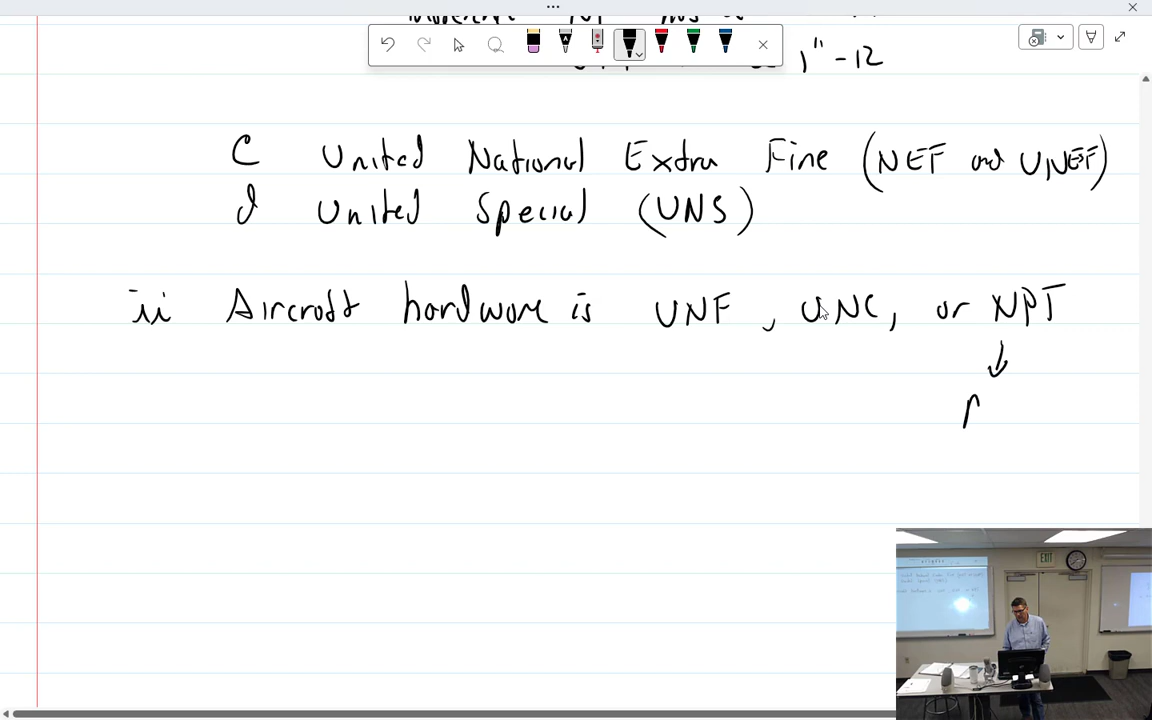 1" - 12
C United National Extra Fine (NEF and UNEF)
d United Special (UNS)
ii Aircraft hardware is UNF, UNC, or NPT
EXIT